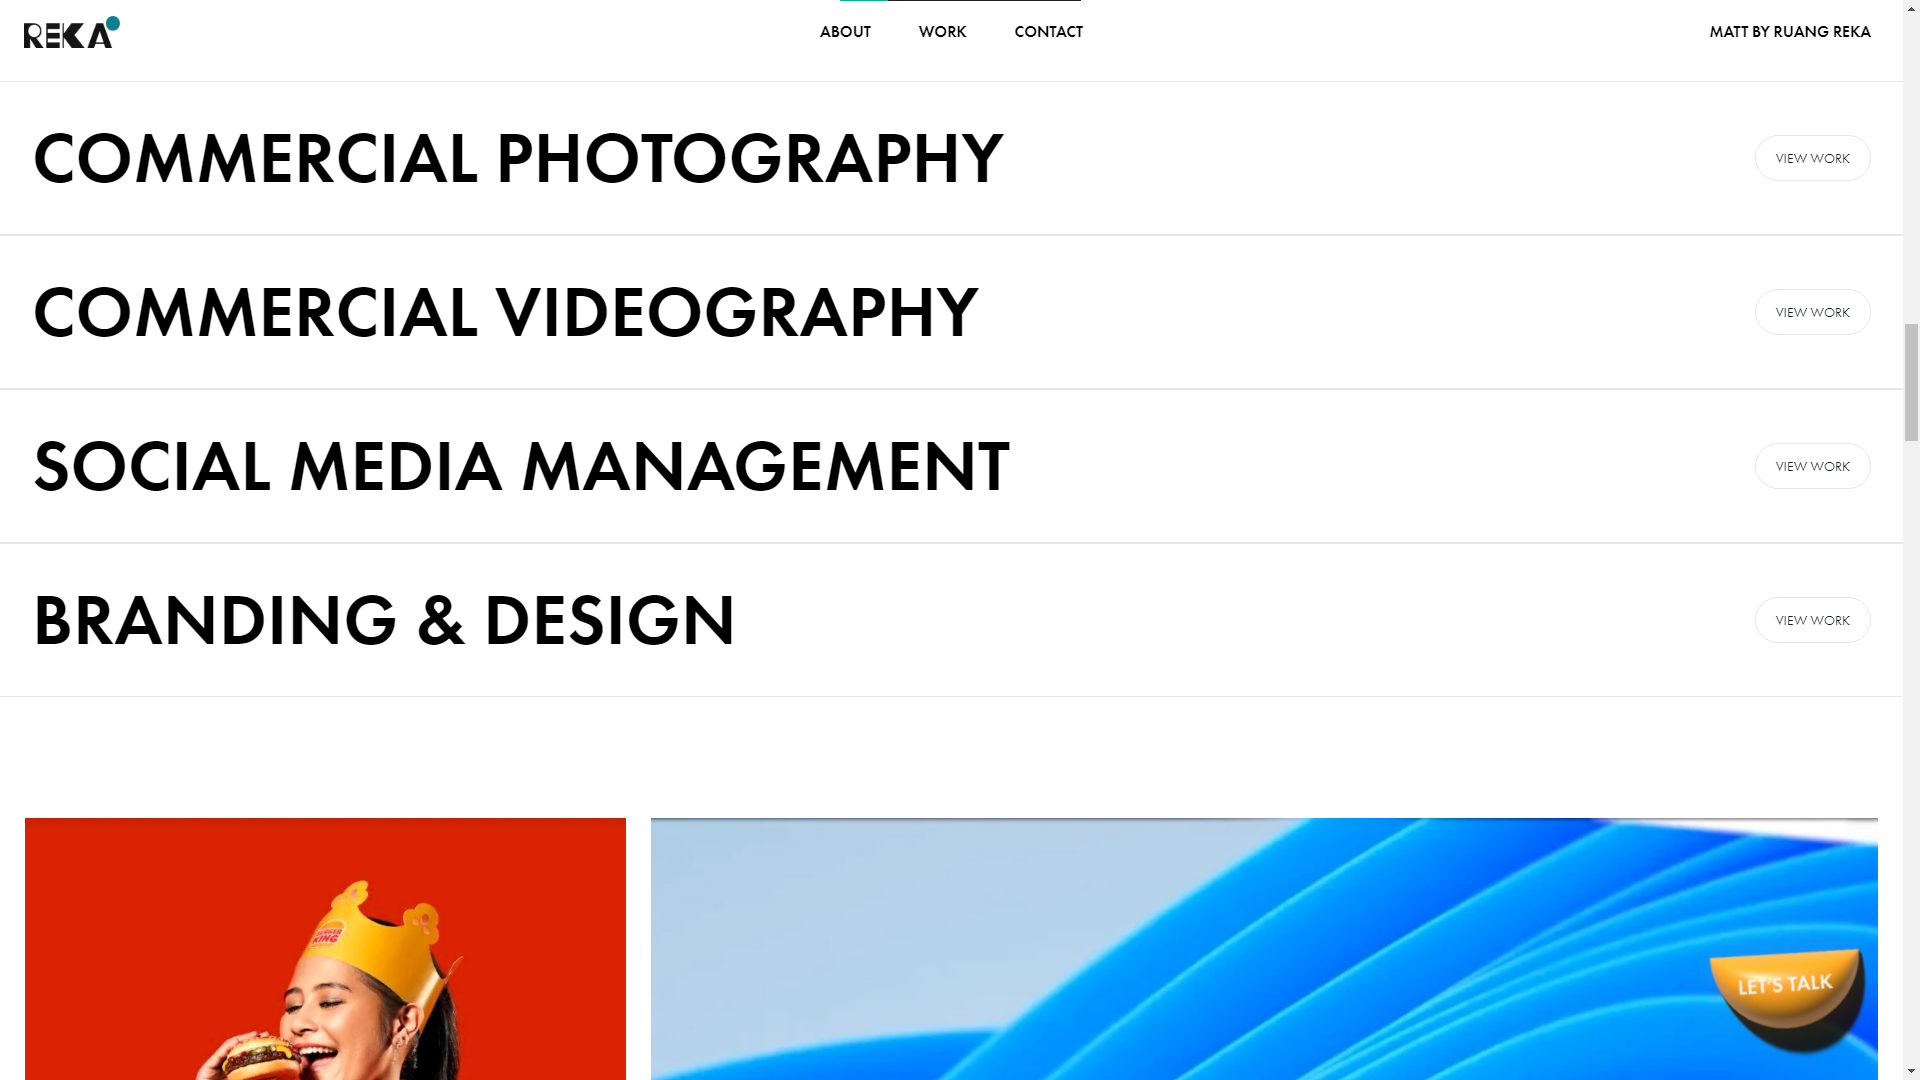 REKA
ABOUT
WORK
CONTACT
MATT BY RUANG REKA
COMMERCIAL PHOTOGRAPHY
VIEW WORK
COMMERCIAL VIDEOGRAPHY
VIEW WORK
SOCIAL MEDIA MANAGEMENT
VIEW WORK
BRANDING & DESIGN
VIEW WORK
BURGER
KING
LET'S TALK